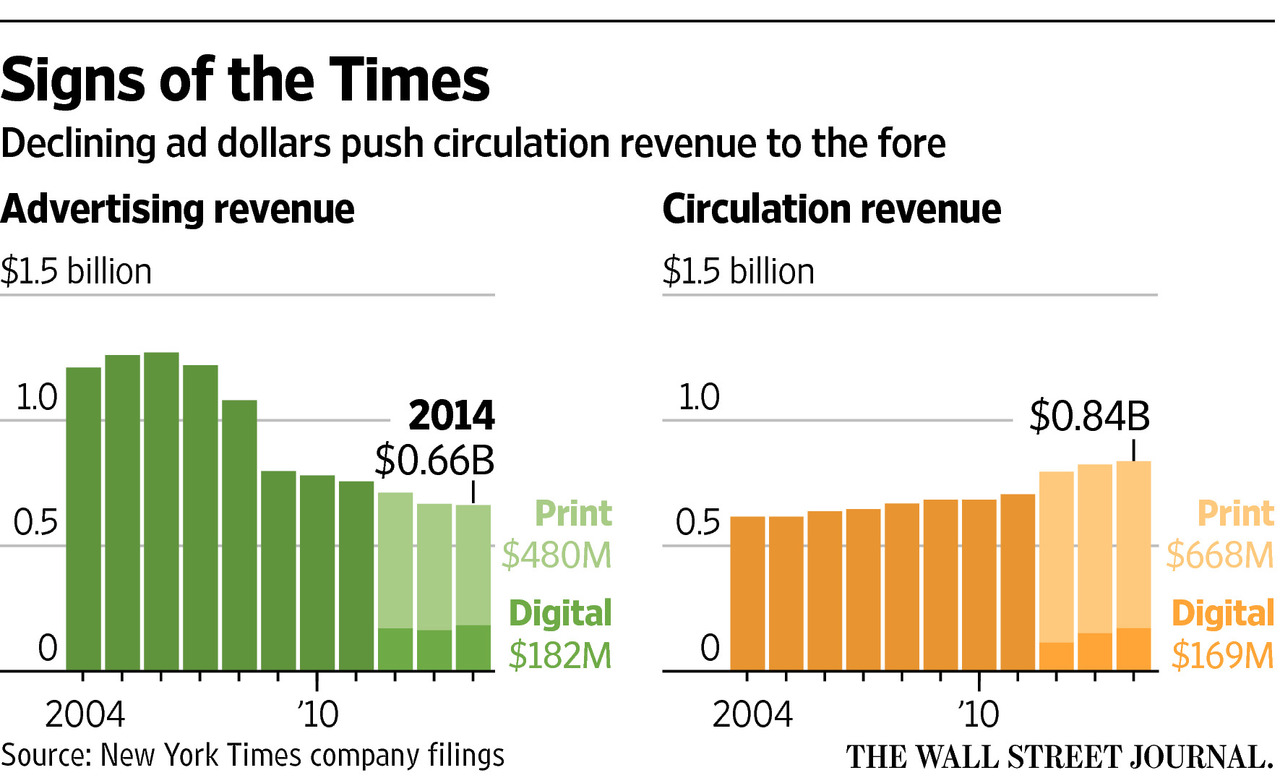 Signs of the Times
Declining ad dollars push circulation revenue to the fore
Advertising revenue
$1.5 billion
1.0
2014
$0.66B
0.5
Print
$480M
Digital
$182M
0
2004
’10
Circulation revenue
$1.5 billion
1.0
$0.84B
0.5
Print
$668M
Digital
$169M
0
2004
’10
Source: New York Times company filings
THE WALL STREET JOURNAL.